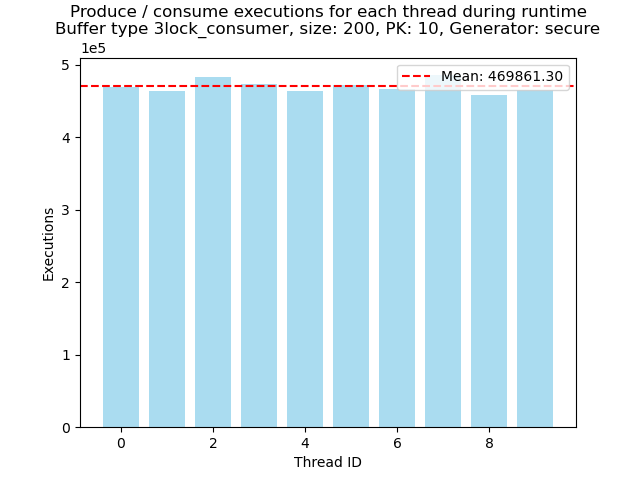 Produce / consume executions for each thread during runtime
Buffer type 3lock_consumer, size: 200, PK: 10, Generator: secure
1e5
Mean: 469861.30
5
4
3
2
1
0
Executions
0 2 4 6 8
Thread ID